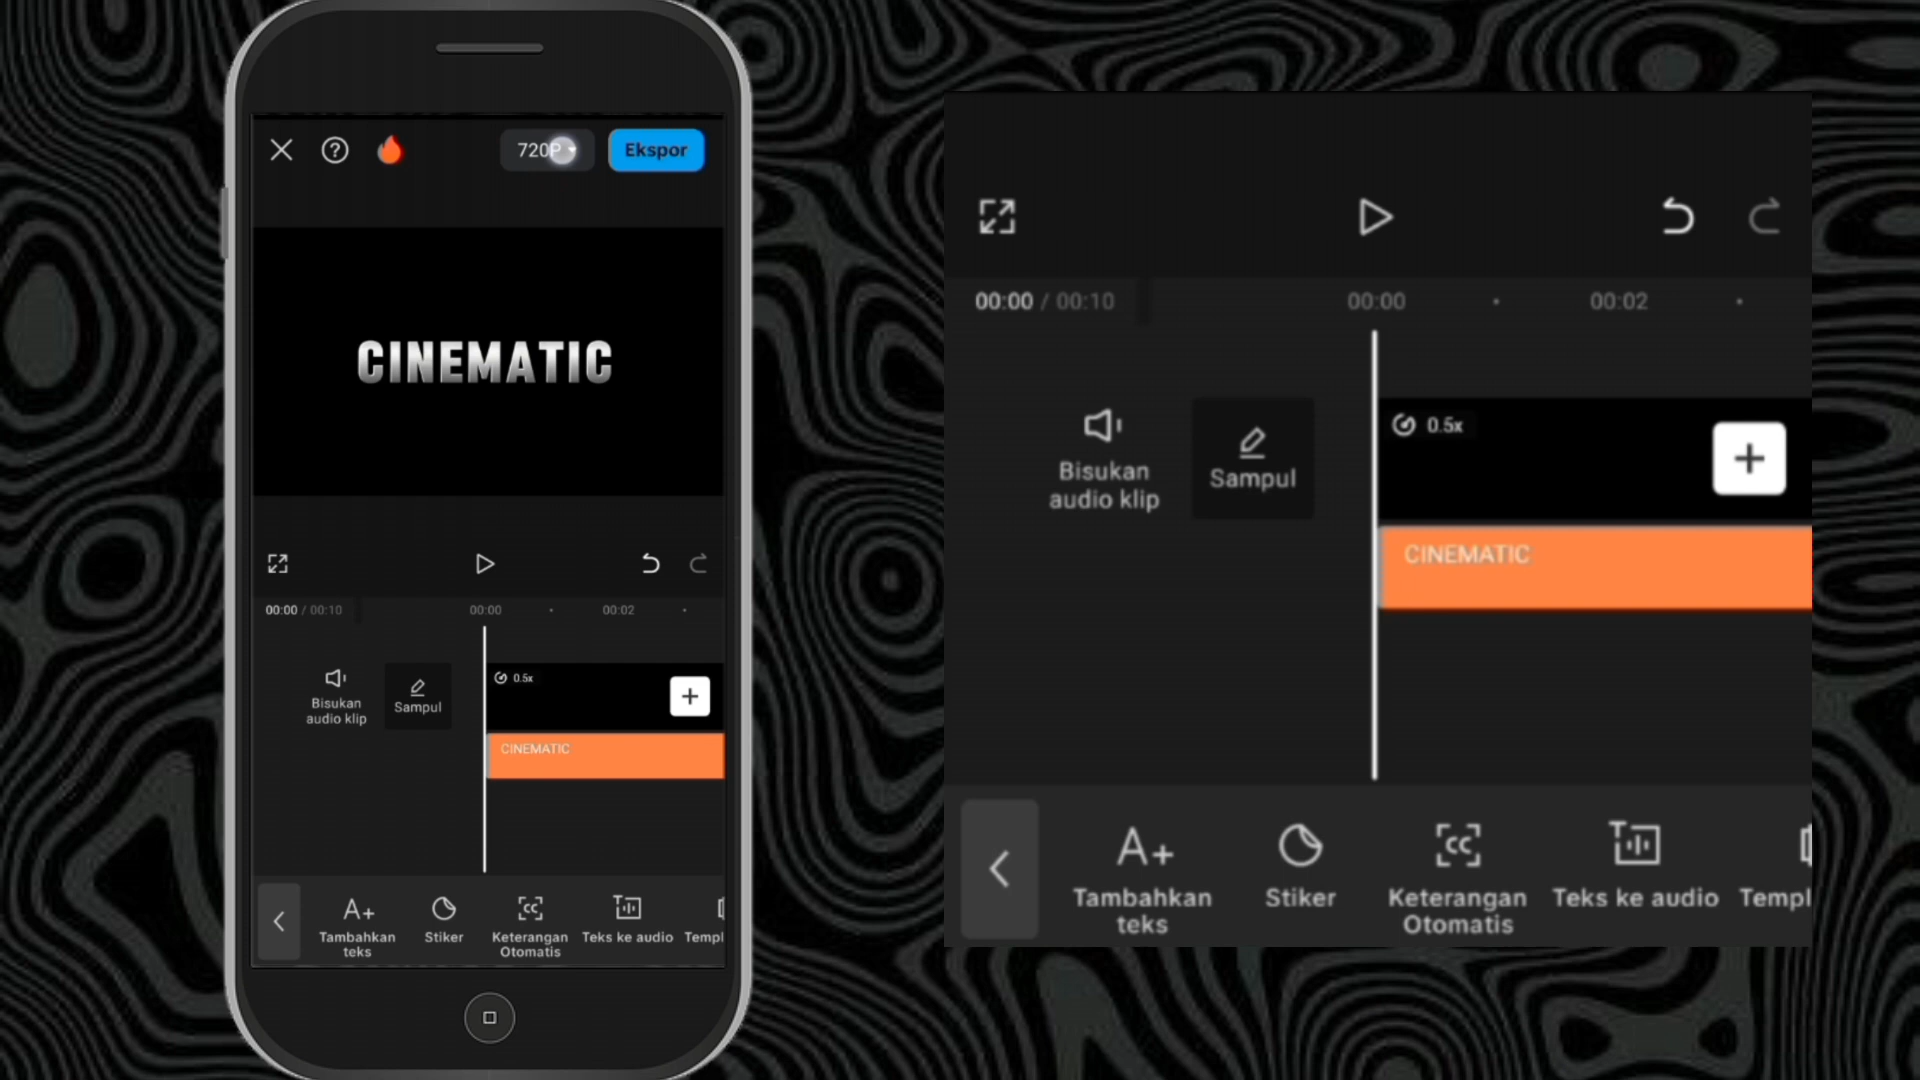 720P
Ekspor
CINEMATIC
00:00 / 00:10
00:00
00:02
0.5x
Bisukan
audio klip
Sampul
CINEMATIC
Tambahkan
teks
Stiker
Keterangan
Otomatis
Teks ke audio
Templ
00:00 / 00:10
00:00
00:02
0.5x
Bisukan
audio klip
Sampul
CINEMATIC
Tambahkan
teks
Stiker
Keterangan
Otomatis
Teks ke audio
Templ